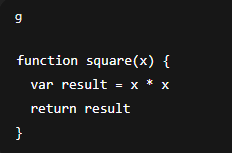 g
function square(x) {
var result = x * x
return result
}